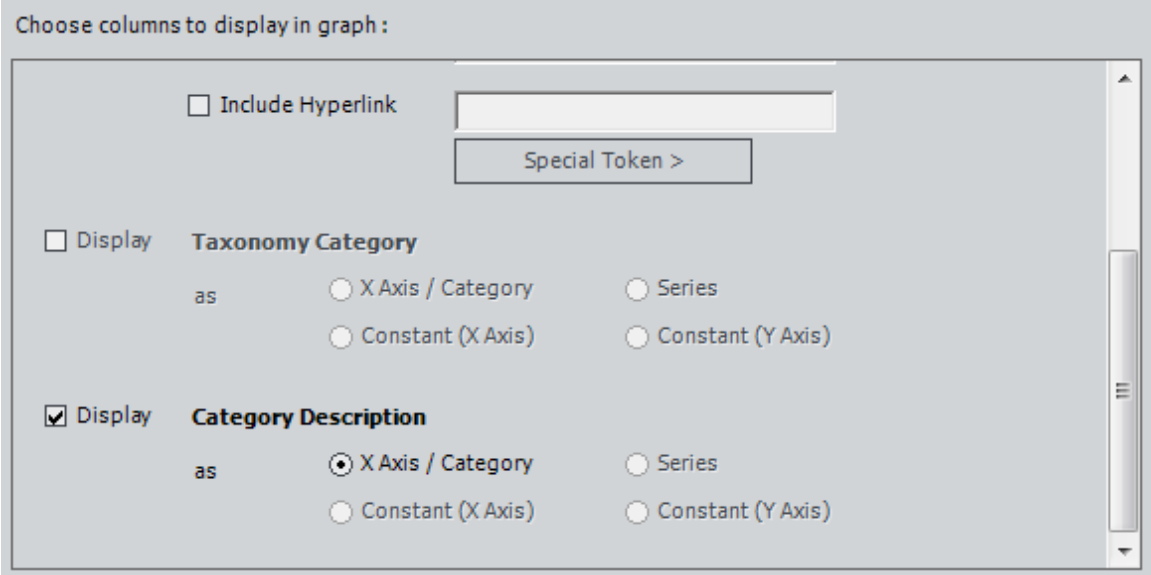 Choose columns to display in graph :
Include Hyperlink
Special Token >
Display Taxonomy Category
as X Axis / Category Series
Constant (X Axis) Constant (Y Axis)
Display Category Description
as X Axis / Category Series
Constant (X Axis) Constant (Y Axis)